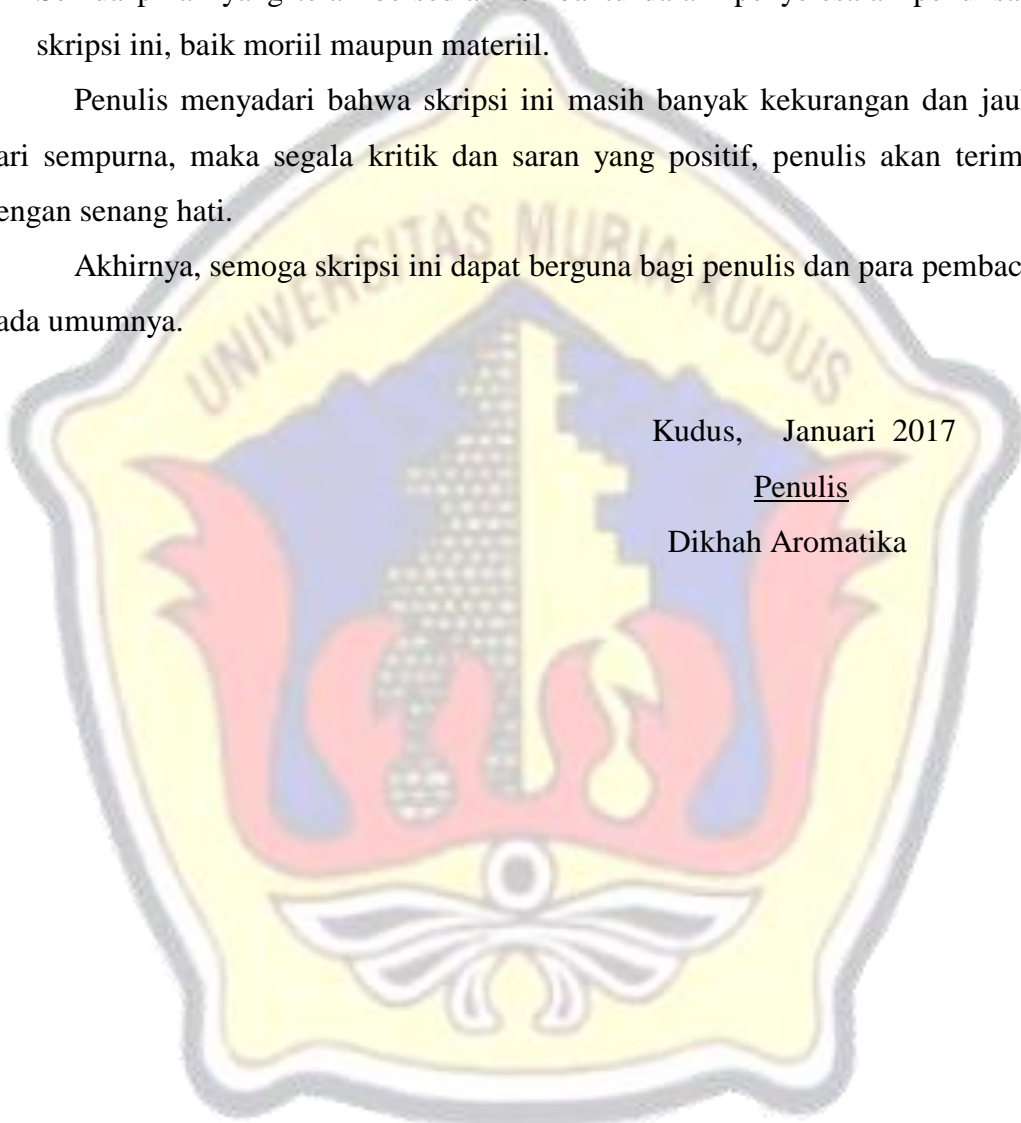 skripsi ini, baik moriil maupun materiil.
Penulis menyadari bahwa skripsi ini masih banyak kekurangan dan jau
ari sempurna, maka segala kritik dan saran yang positif, penulis akan terim
engan senang hati.
Akhirnya, semoga skripsi ini dapat berguna bagi penulis dan para pembac
ada umumnya.
UNIVERSITAS MURIA KUDUS
Kudus, Januari 2017
Penulis
Dikhah Aromatika